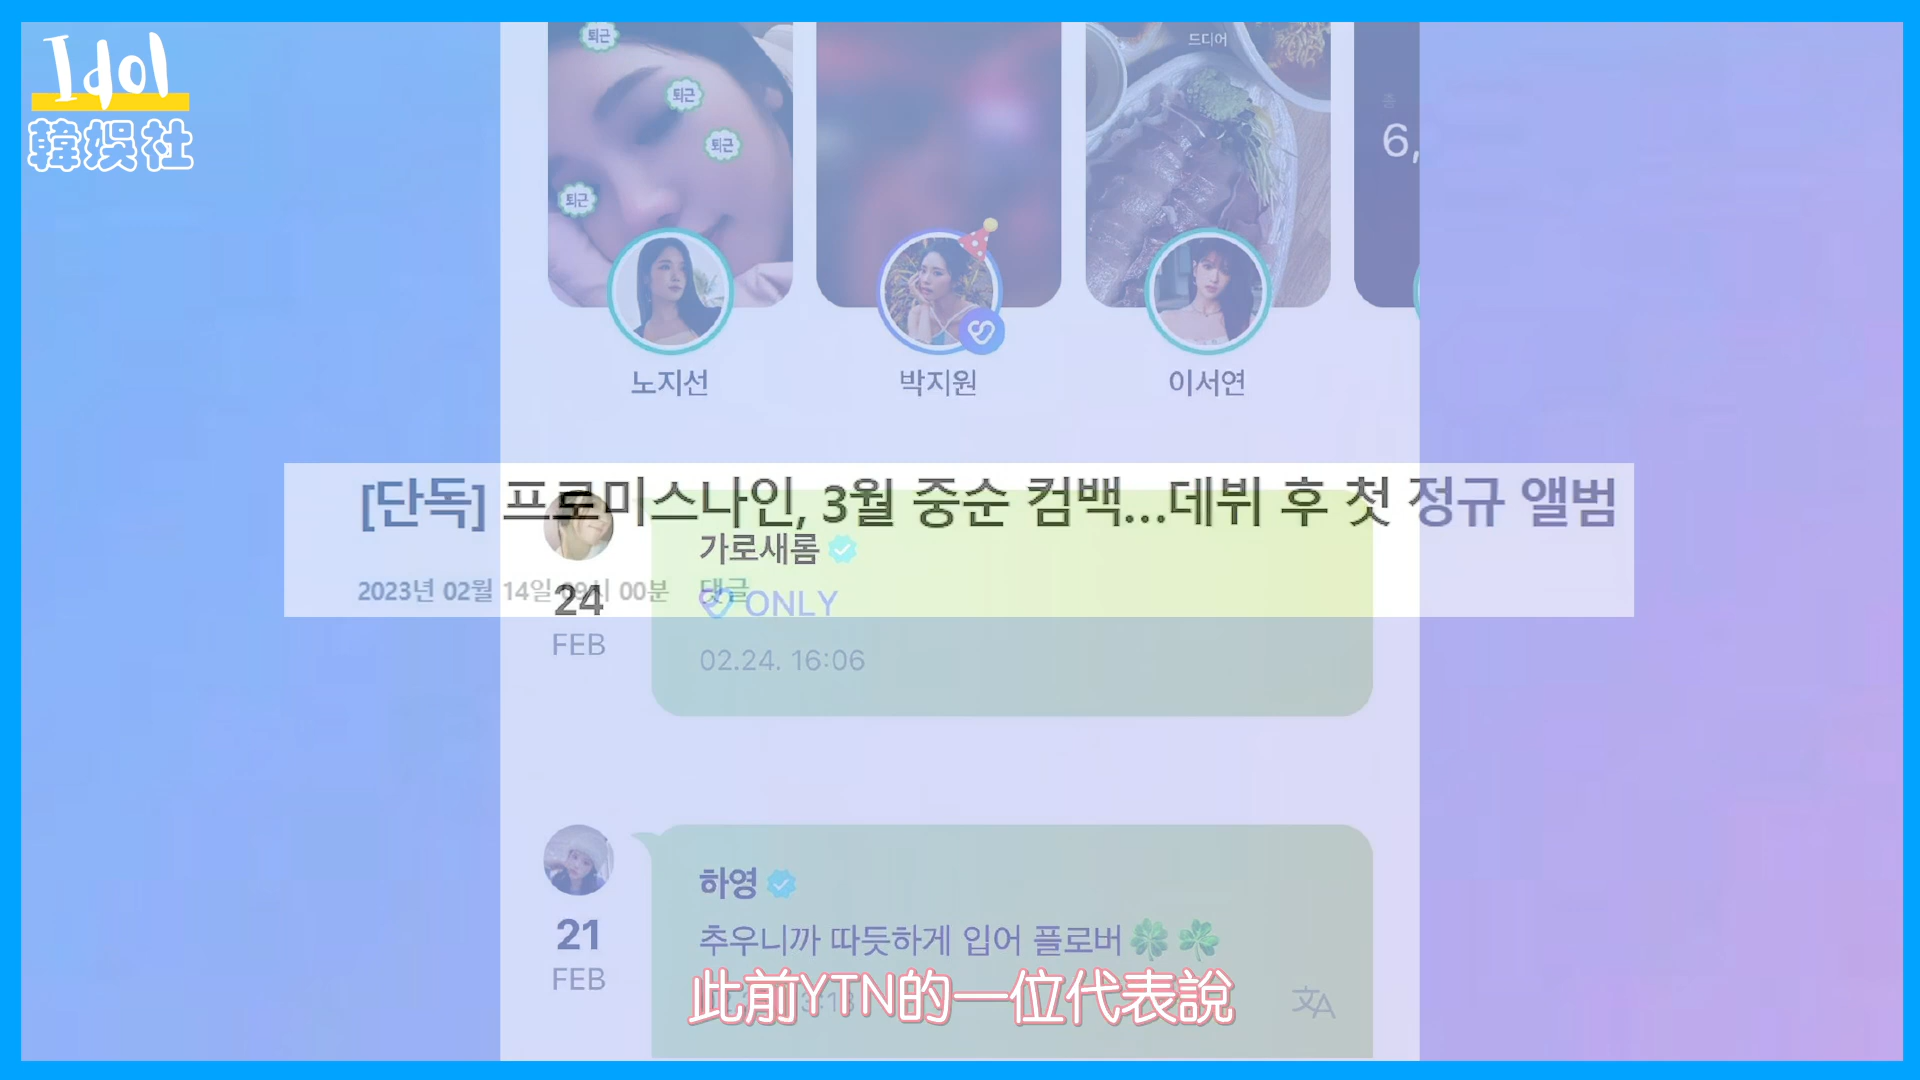 Idol
韓娛社
퇴근
퇴근
퇴근
퇴근
드디어
6,
노지선
박지원
이서연
[단독] 프로미스나인, 3월 중순 컴백...데뷔 후 첫 정규 앨범
2023년 02월 14일 09시 00분
댓글
가로새롬
ONLY
02.24. 16:06
24
FEB
하영
추우니까 따듯하게 입어 플로버
21
FEB
文A
此前YTN的一位代表說